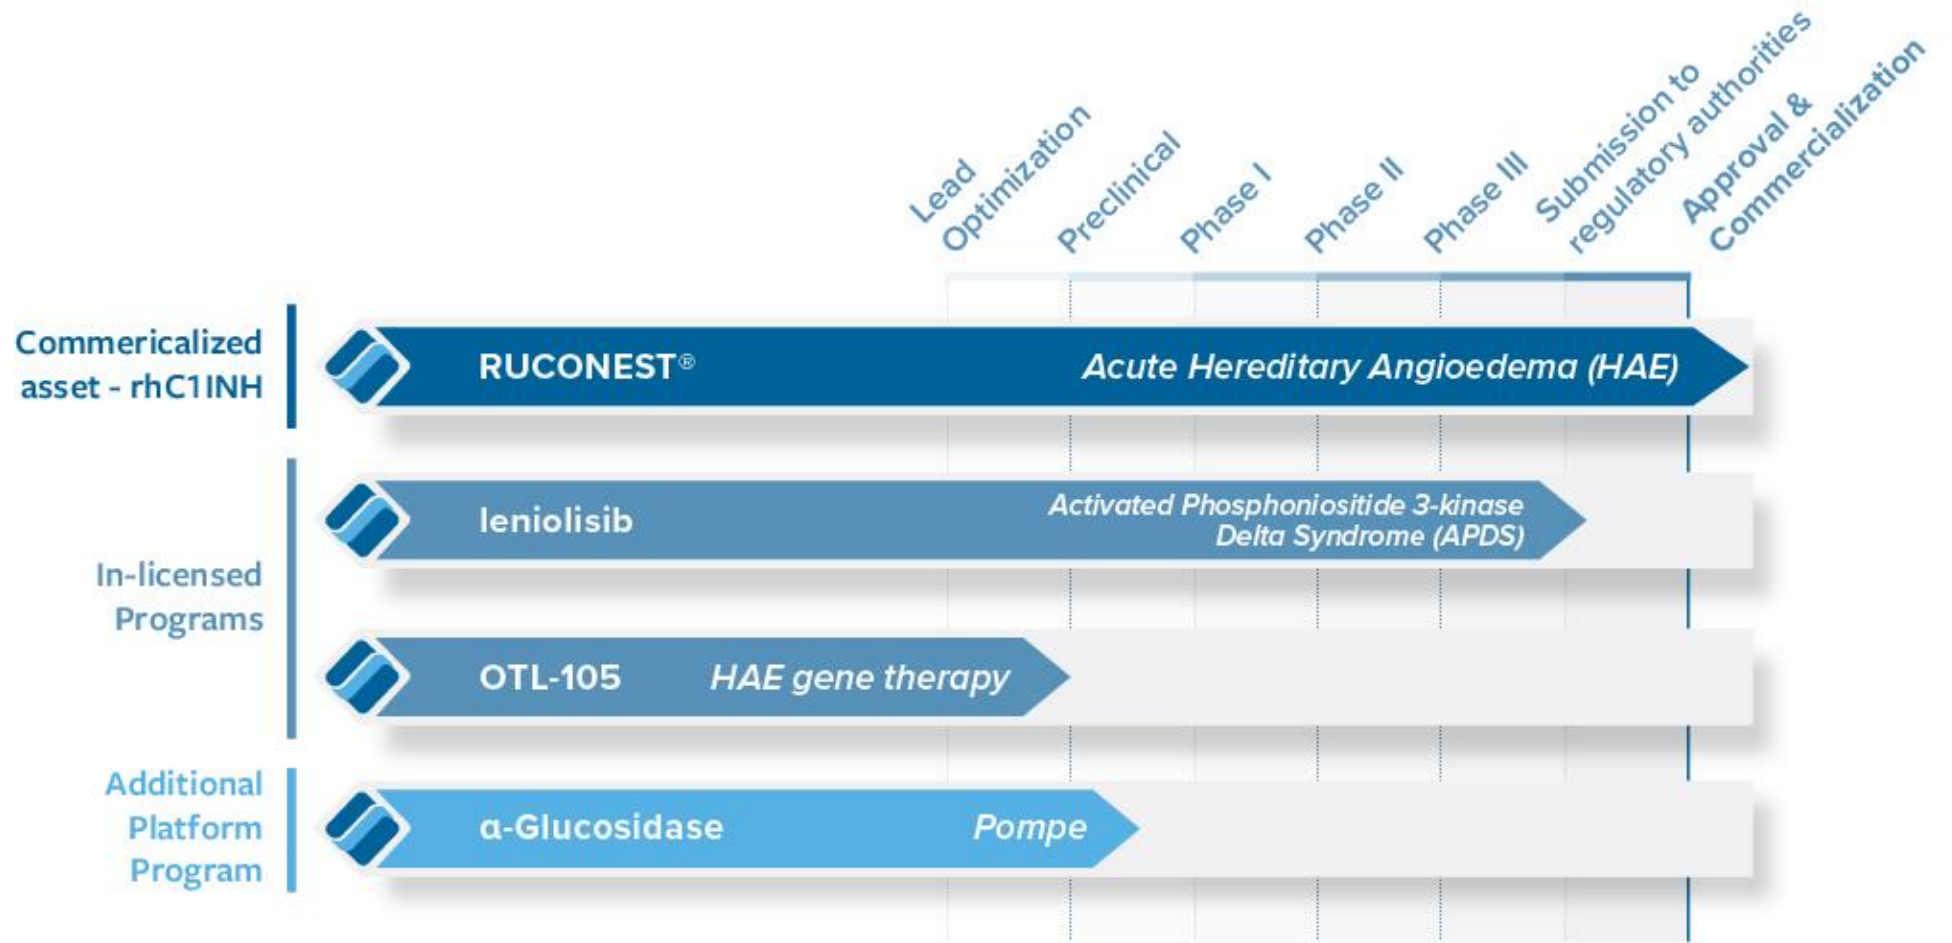 Lead
Optimization
Preclinical
Phase I
Phase II
Phase III
Submission to
regulatory authorities
Approval &
Commercialization
Commericalized
asset - rhC1INH
RUCONEST®
Acute Hereditary Angioedema (HAE)
In-licensed
Programs
leniolisib
Activated Phosphoniositide 3-kinase
Delta Syndrome (APDS)
OTL-105
HAE gene therapy
Additional
Platform
Program
α-Glucosidase
Pompe